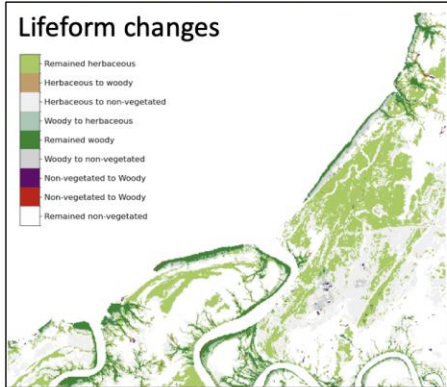 Lifeform changes
Remained herbaceous
Herbaceous to woody
Herbaceous to non-vegetated
Woody to herbaceous
Remained woody
Woody to non-vegetated
Non-vegetated to Woody
Non-vegetated to Woody
Remained non-vegetated